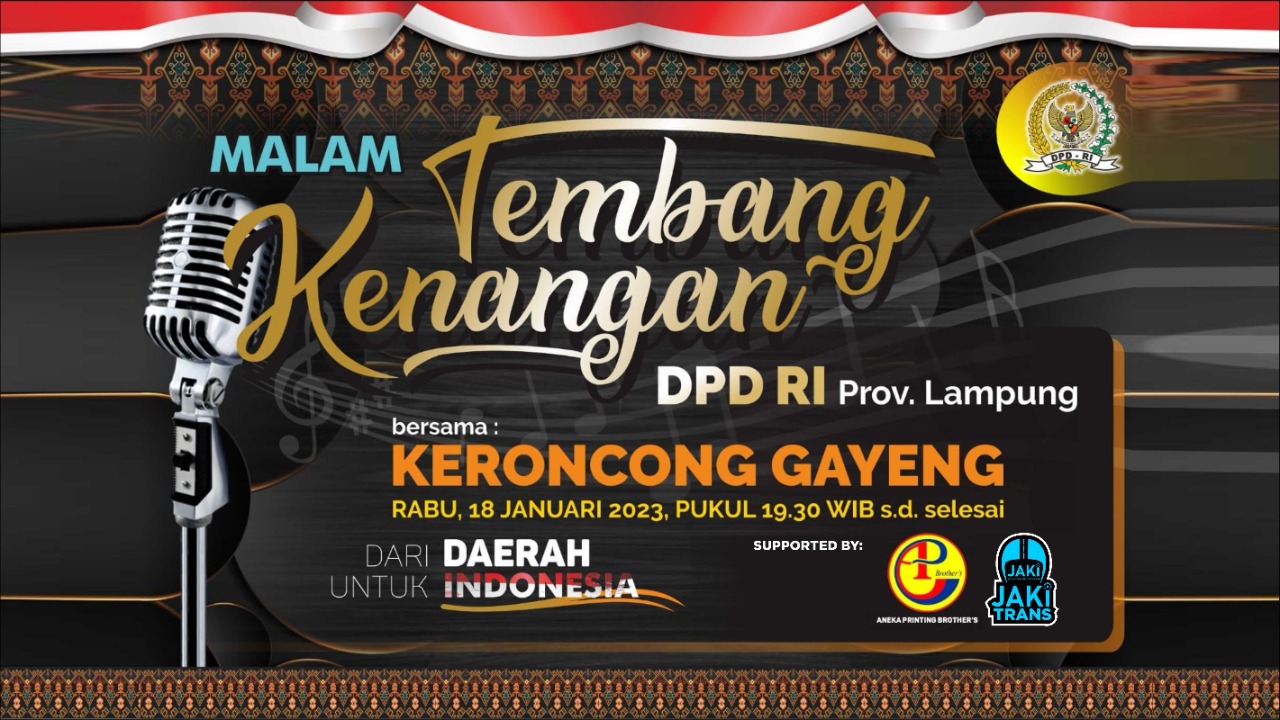 MALAM Tembang
Kenangan
DPD RI Prov. Lampung
bersama :
KERONCONG GAYENG
RABU, 18 JANUARI 2023, PUKUL 19.30 WIB s.d. selesai
DARI DAERAH
UNTUK INDONESIA
SUPPORTED BY:
Brother's
ANEKA PRINTING BROTHER'S
JAKi
JAKi
TRANS
DPD - RI